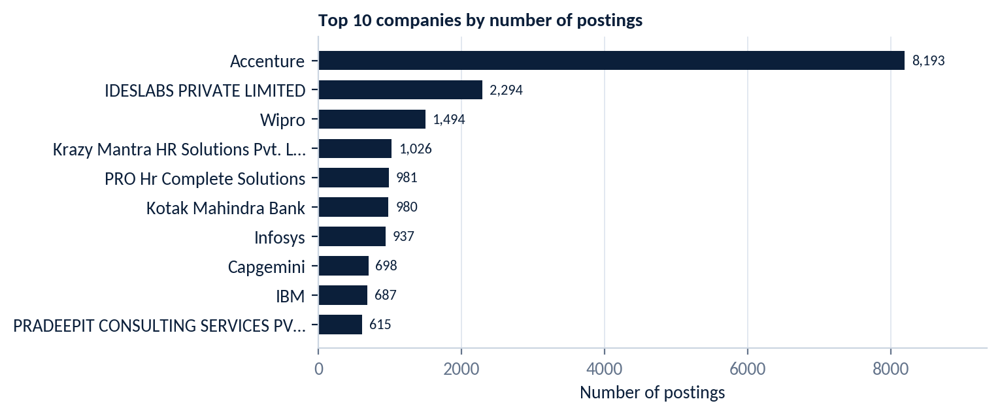 Top 10 companies by number of postings
Accenture 8,193
IDESLABS PRIVATE LIMITED 2,294
Wipro 1,494
Krazy Mantra HR Solutions Pvt. L... 1,026
PRO Hr Complete Solutions 981
Kotak Mahindra Bank 980
Infosys 937
Capgemini 698
IBM 687
PRADEEPIT CONSULTING SERVICES PV... 615
0 2000 4000 6000 8000
Number of postings